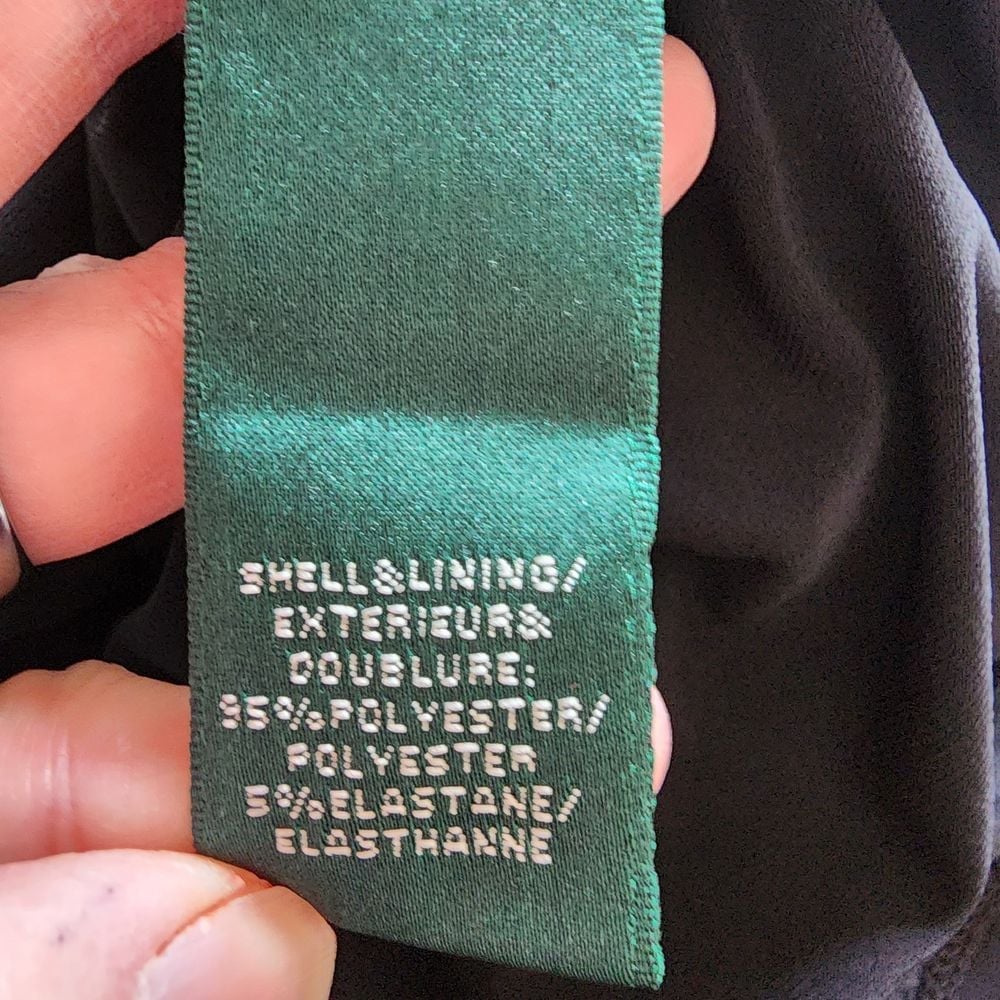 SHELL&LINING/
EXTERIEUR&
DOUBLURE:
95%POLYESTER/
POLYESTER
5%ELASTANE/
ELASTHANNE